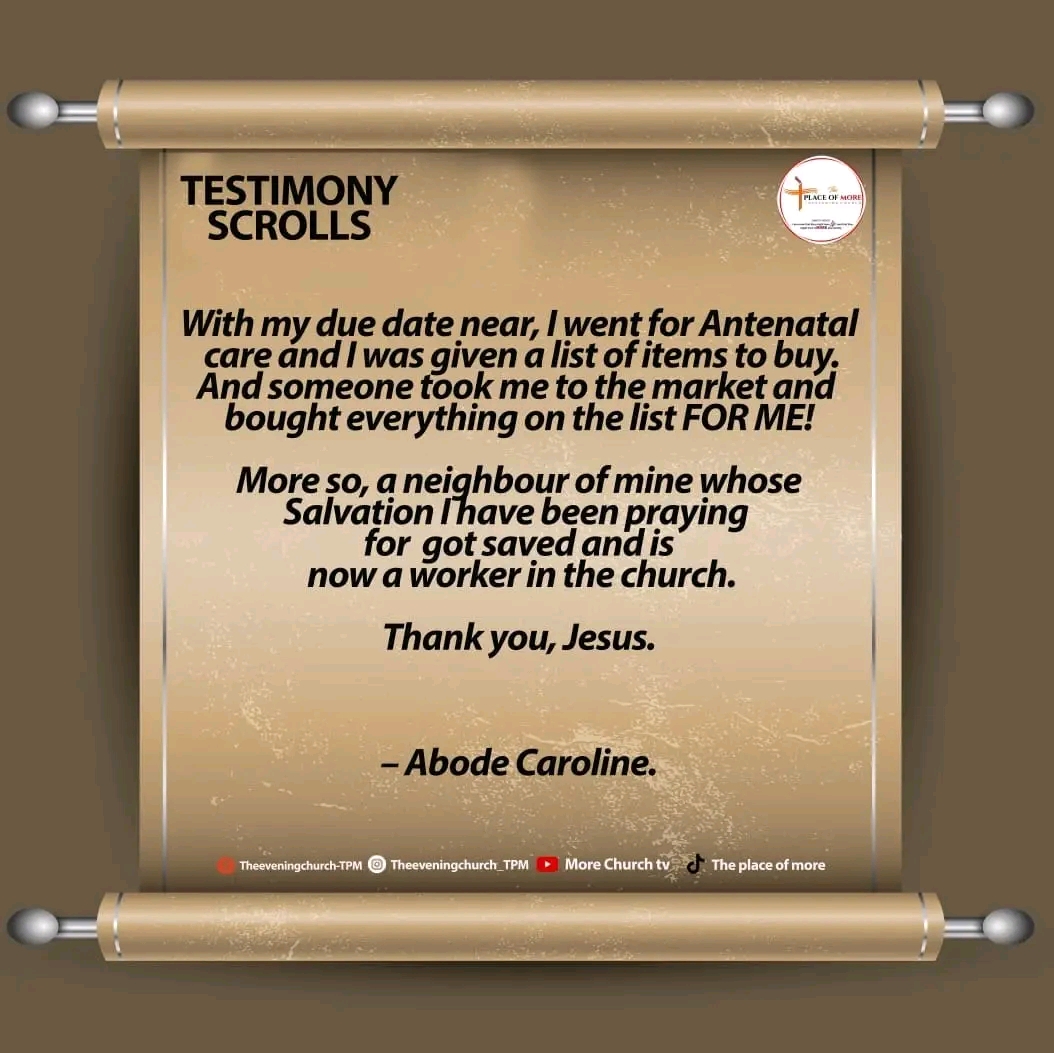 TESTIMONY
SCROLLS
The
PLACE OF MORE
With my due date near, I went for Antenatal
care and I was given a list of items to buy.
And someone took me to the market and
bought everything on the list FOR ME!
More so, a neighbour of mine whose
Salvation I have been praying
for got saved and is
now a worker in the church.
Thank you, Jesus.
– Abode Caroline.
Theeveningchurch-TPM Theeveningchurch_TPM More Church tv The place of more